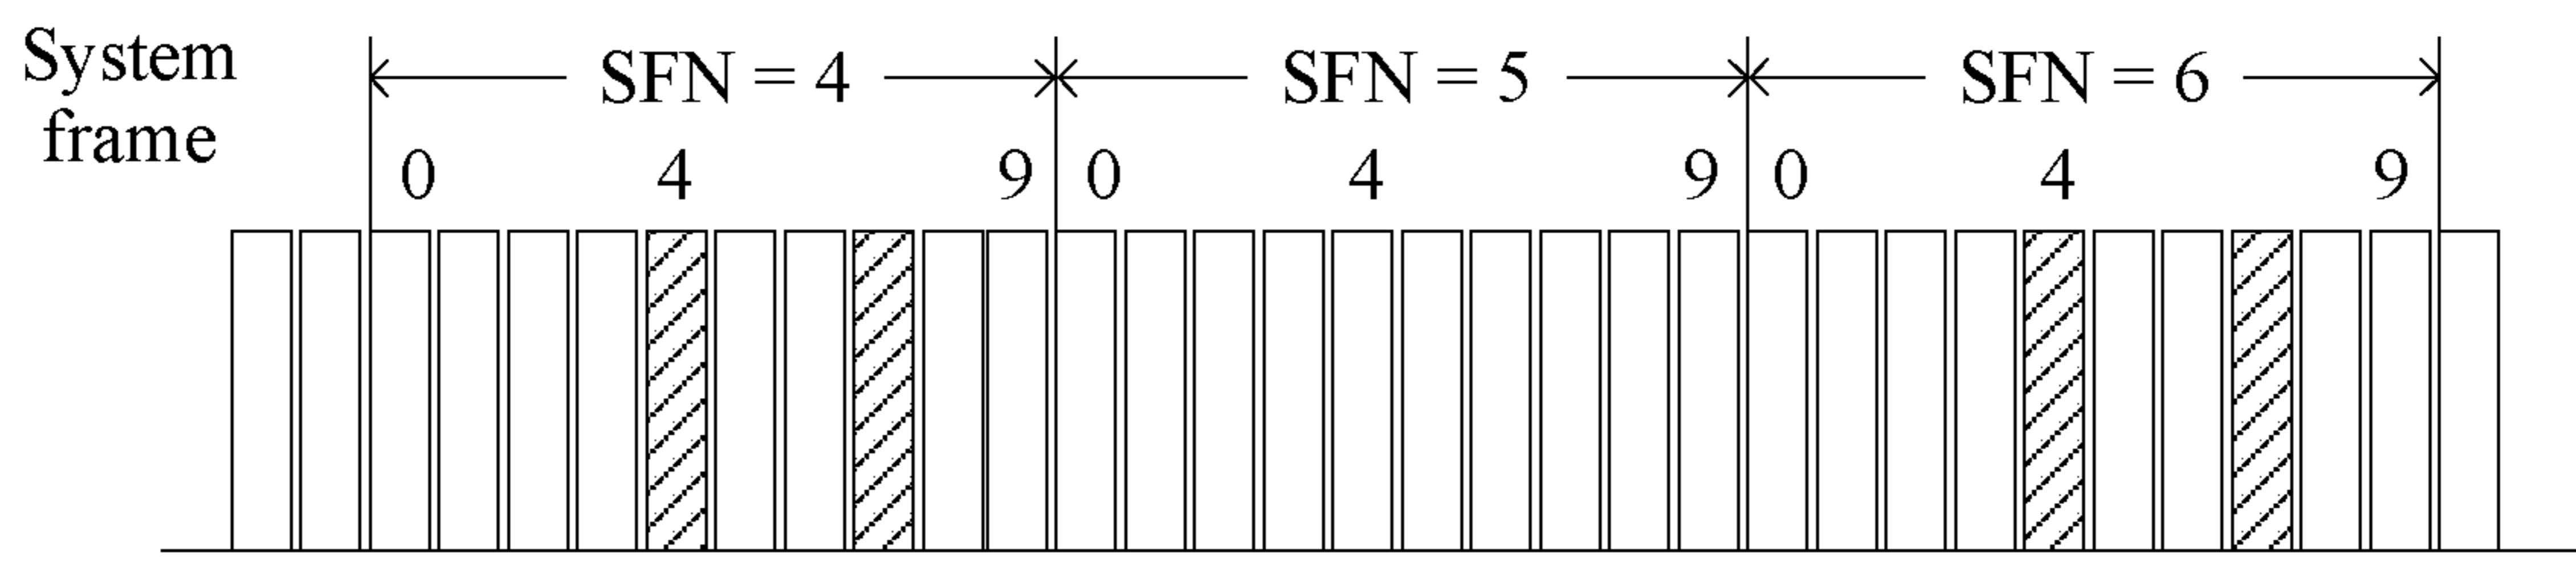 System
frame
SFN = 4
SFN = 5
SFN = 6
0 4 9 0 4 9 0 4 9